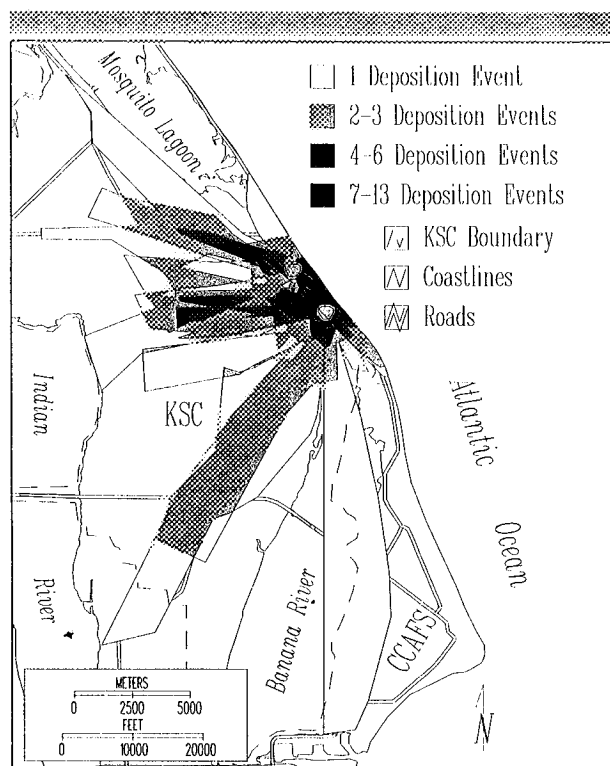 Mosquito Lagoon
1 Deposition Event
2-3 Deposition Events
4-6 Deposition Events
7-13 Deposition Events
KSC Boundary
Coastlines
Roads
Indian
River
KSC
Atlantic
Ocean
Banana River
CCAFS
METERS
0 2500 5000
FEET
0 10000 20000
N